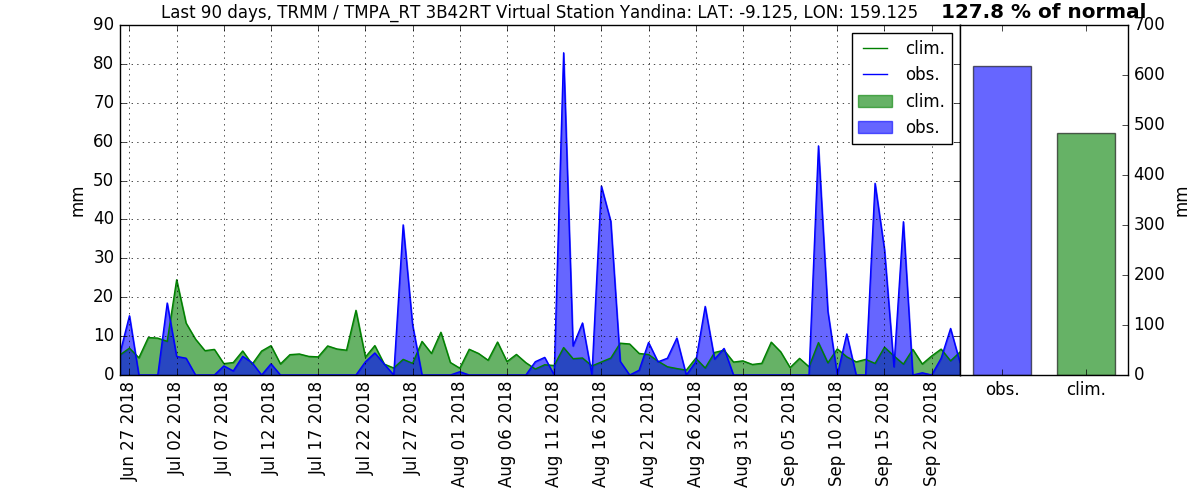 Last 90 days, TRMM / TMPA_RT 3B42RT Virtual Station Yandina: LAT: -9.125, LON: 159.125
127.8 % of normal
90
80
70
60
50
40
30
20
10
0
mm
clim.
obs.
clim.
obs.
Jun 27 2018
Jul 02 2018
Jul 07 2018
Jul 12 2018
Jul 17 2018
Jul 22 2018
Jul 27 2018
Aug 01 2018
Aug 06 2018
Aug 11 2018
Aug 16 2018
Aug 21 2018
Aug 26 2018
Aug 31 2018
Sep 05 2018
Sep 10 2018
Sep 15 2018
Sep 20 2018
700
600
500
400
300
200
100
0
mm
obs.
clim.